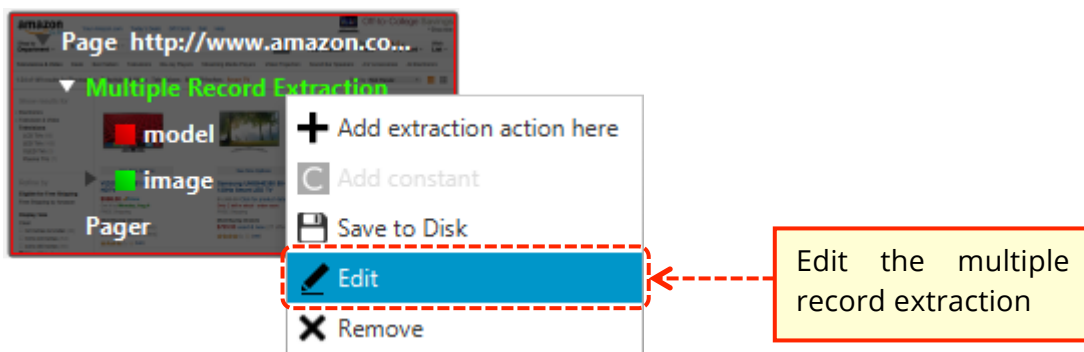 amazon
Page http://www.amazon.co...
Multiple Record Extraction
model
image
Pager
Add extraction action here
C Add constant
Save to Disk
Edit
Remove
Edit the multiple
record extraction